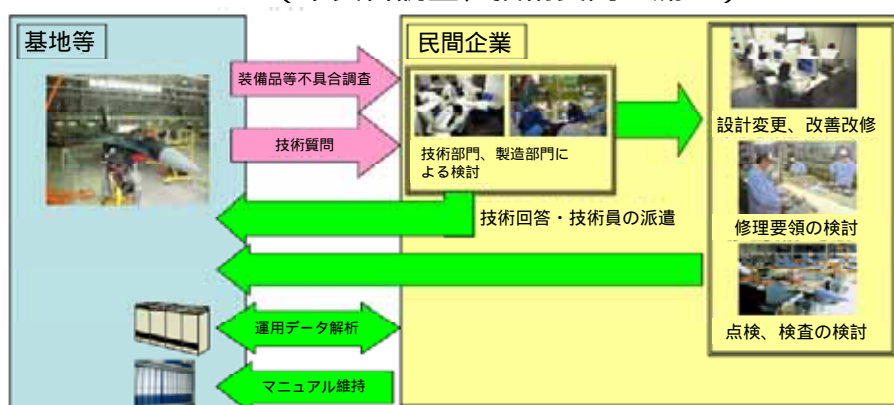 基地等
民間企業
装備品等不具合調査
技術質問
技術部門、製造部門に
よる検討
設計変更、改善改修
技術回答・技術員の派遣
修理要領の検討
点検、検査の検討
運用データ解析
マニュアル維持